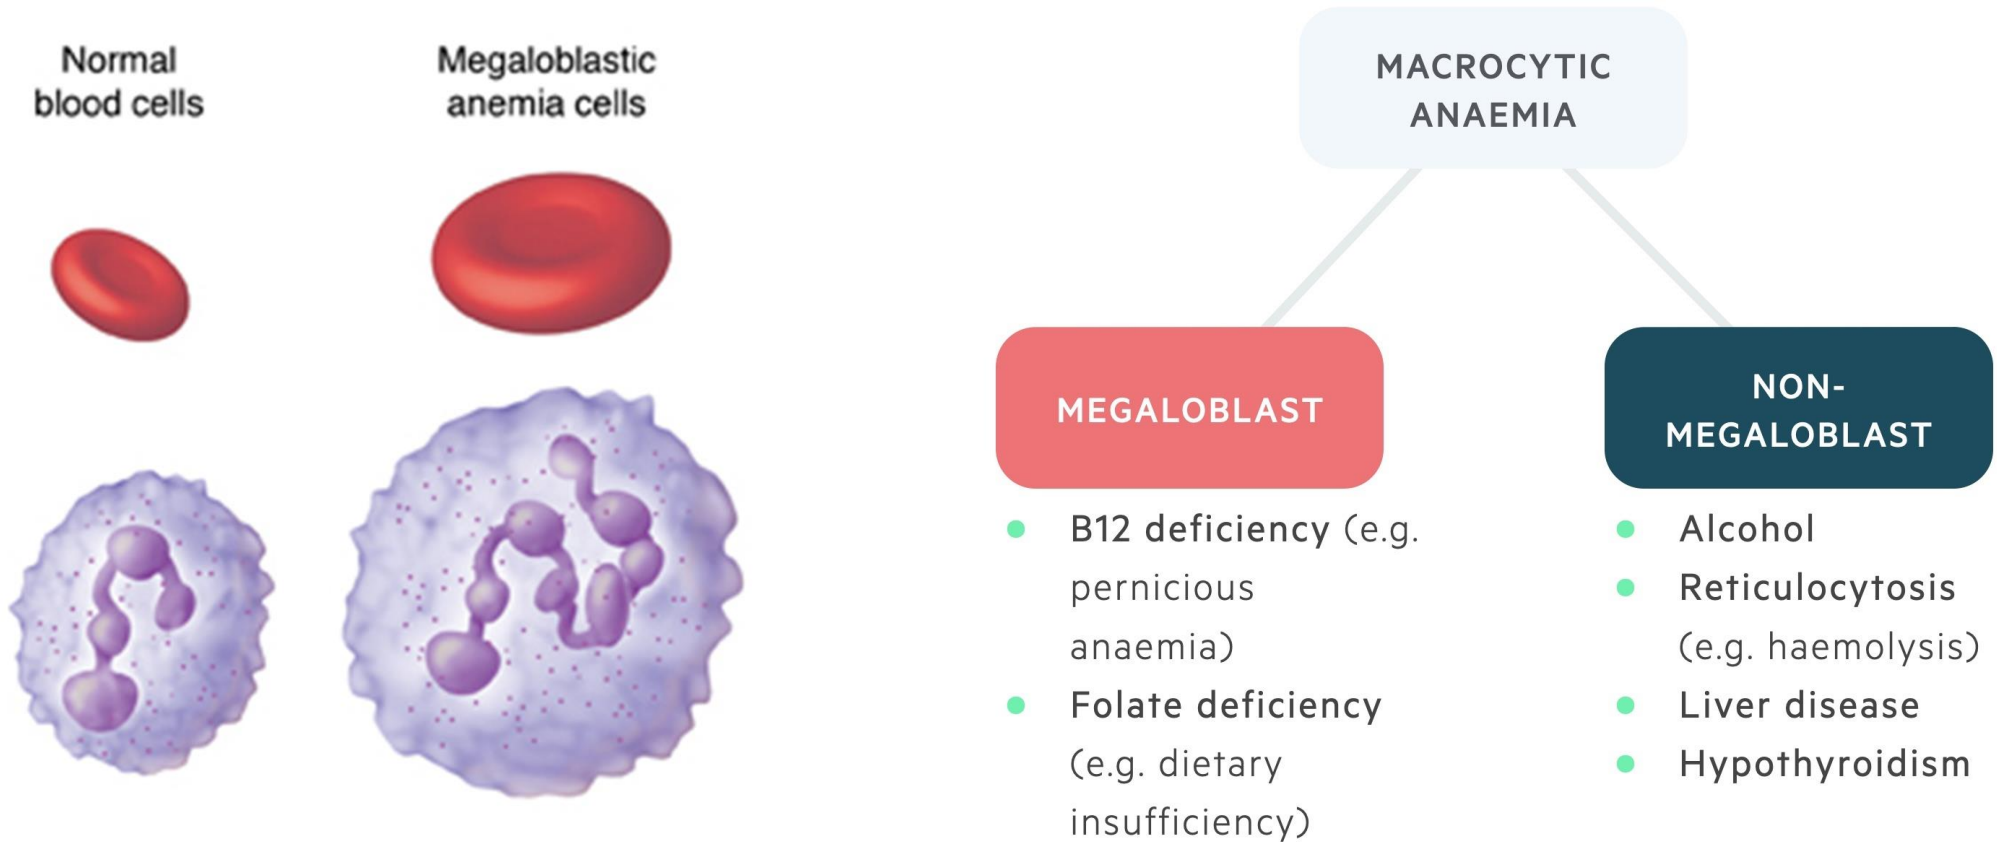 Normal
blood cells
Megaloblastic
anemia cells
MACROCYTIC
ANAEMIA
MEGALOBLAST
B12 deficiency (e.g.
pernicious
anaemia)
Folate deficiency
(e.g. dietary
insufficiency)
NON-
MEGALOBLAST
Alcohol
Reticulocytosis
(e.g. haemolysis)
Liver disease
Hypothyroidism